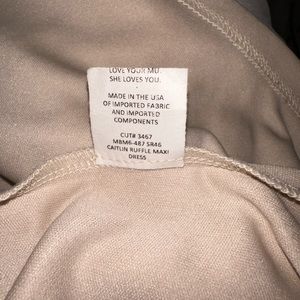 LOVE YOUR MU.
SHE LOVES YOU.
MADE IN THE USA
OF IMPORTED FABRIC
AND IMPORTED
COMPONENTS
CUT# 3467
MBM6-487 SR46
CAITLIN RUFFLE MAXI
DRESS